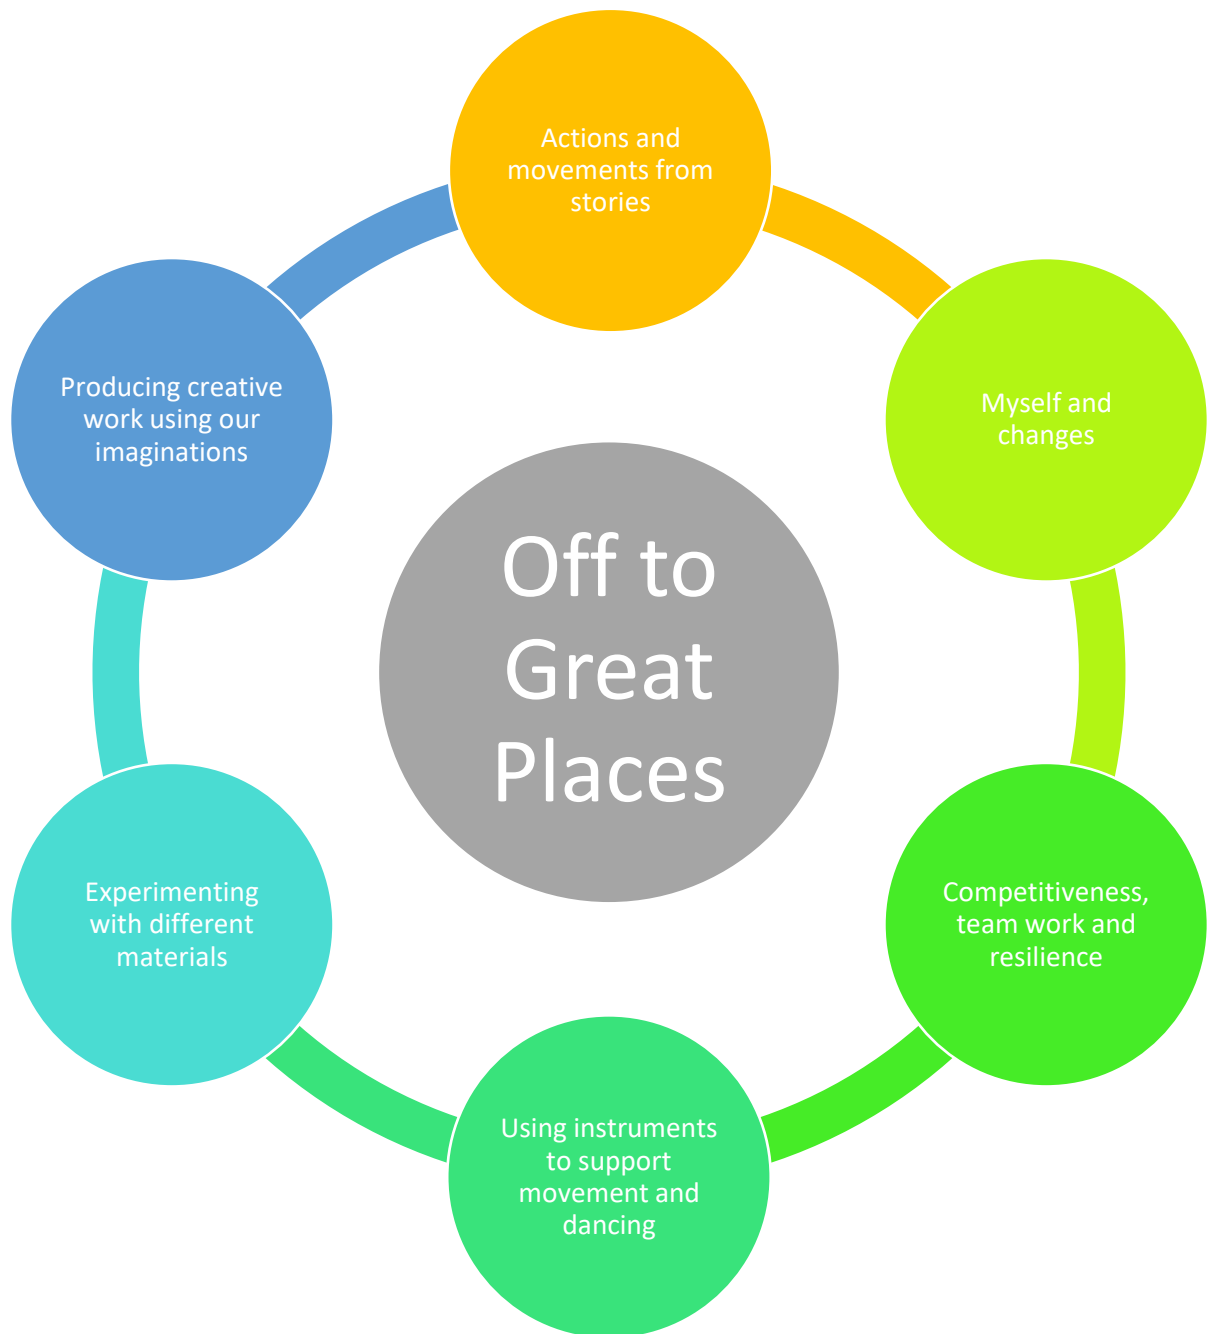 Actions and
movements from
stories
Myself and
changes
Competitiveness,
team work and
resilience
Using instruments
to support
movement and
dancing
Experimenting
with different
materials
Producing creative
work using our
imaginations
Off to
Great
Places